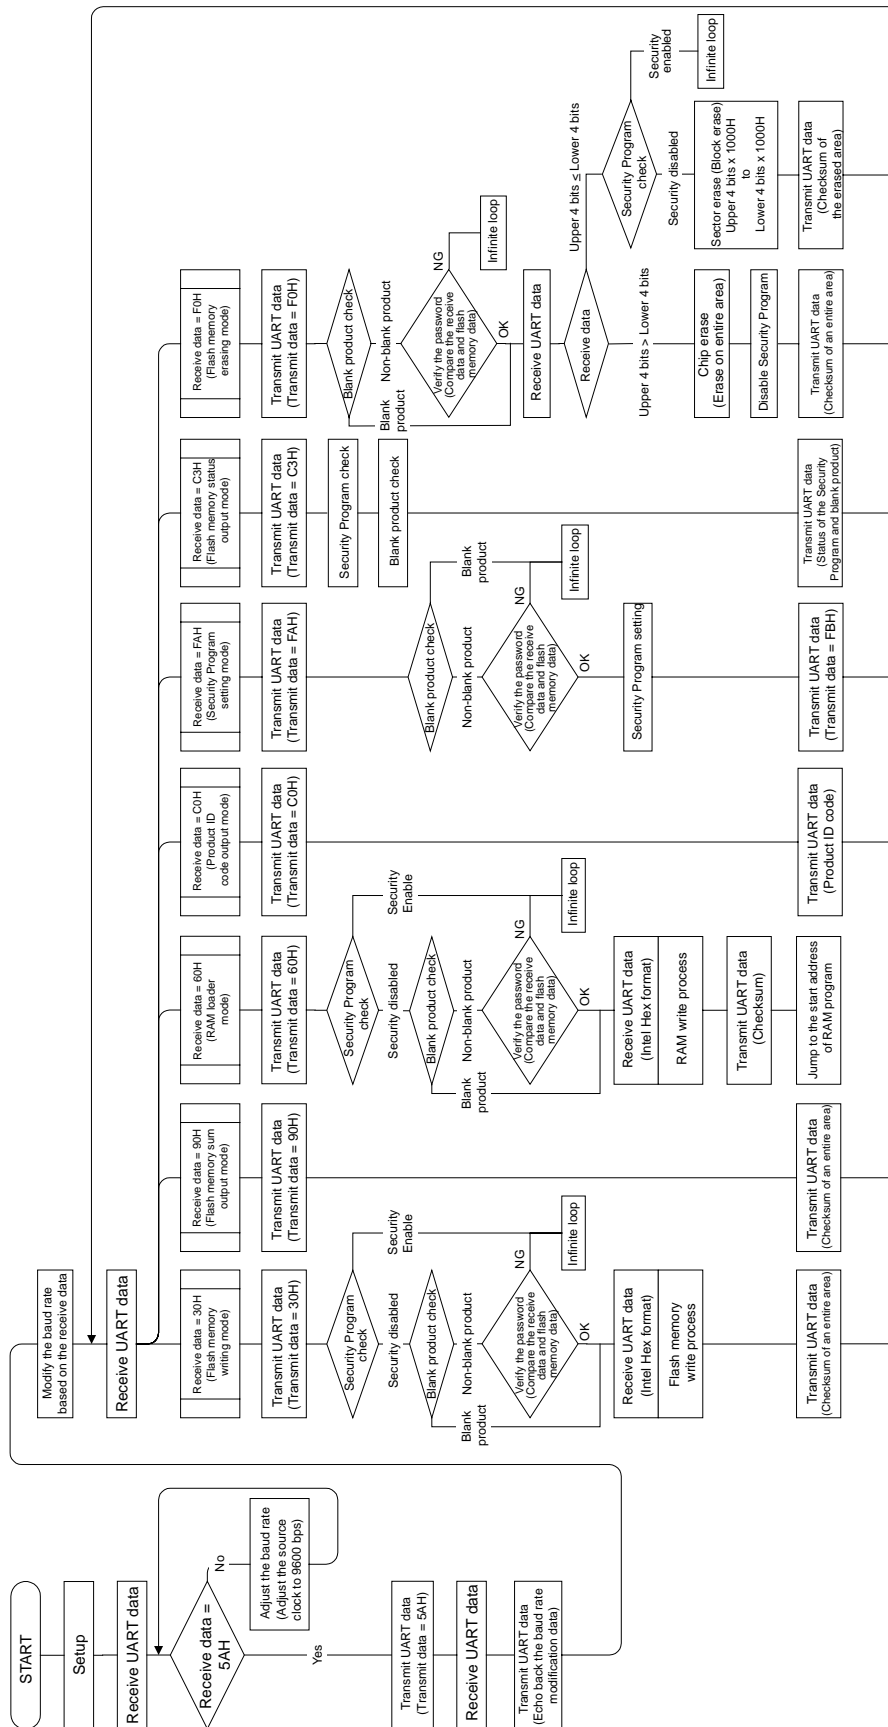 START
Setup
Receive UART data
Receive data =
5AH
No
Adjust the baud rate
(Adjust the source
clock to 9600 bps)
Yes
Transmit UART data
(Transmit data = 5AH)
Receive UART data
Transmit UART data
(Echo back the baud rate
modification data)
Modify the baud rate
based on the receive data
Receive UART data
Receive data = 30H
(Flash memory
writing mode)
Transmit UART data
(Transmit data = 30H)
Security Program
check
Security
Enable
Security disabled
Blank product check
Blank
product
Non-blank product
Verify the password
(Compare the receive
data and flash
memory data)
NG
Infinite loop
OK
Receive UART data
(Intel Hex format)
Flash memory
write process
Transmit UART data
(Checksum of an entire area)
Receive data = 90H
(Flash memory sum
output mode)
Transmit UART data
(Transmit data = 90H)
Transmit UART data
(Checksum of an entire area)
Receive data = 60H
(RAM loader
mode)
Transmit UART data
(Transmit data = 60H)
Security Program
check
Security
Enable
Security disabled
Blank product check
Blank
product
Non-blank product
Verify the password
(Compare the receive
data and flash
memory data)
NG
Infinite loop
OK
Receive UART data
(Intel Hex format)
RAM write process
Transmit UART data
(Checksum)
Jump to the start address
of RAM program
Receive data = C0H
(Product ID
code output mode)
Transmit UART data
(Transmit data = C0H)
Transmit UART data
(Product ID code)
Receive data = FAH
(Security Program
setting mode)
Transmit UART data
(Transmit data = FAH)
Blank product check
Blank
product
Non-blank product
Verify the password
(Compare the receive
data and flash
memory data)
NG
Infinite loop
OK
Security Program setting
Transmit UART data
(Transmit data = FBH)
Receive data = C3H
(Flash memory status
output mode)
Transmit UART data
(Transmit data = C3H)
Security Program check
Blank product check
Transmit UART data
(Status of the Security
Program and blank product)
Receive data = F0H
(Flash memory
erasing mode)
Transmit UART data
(Transmit data = F0H)
Blank product check
Blank
product
Non-blank product
Verify the password
(Compare the receive
data and flash
memory data)
NG
Infinite loop
OK
Receive UART data
Receive data
Upper 4 bits > Lower 4 bits
Chip erase
(Erase on entire area)
Disable Security Program
Transmit UART data
(Checksum of an entire area)
Upper 4 bits ≤ Lower 4 bits
Security Program
check
Security
enabled
Infinite loop
Security disabled
Sector erase (Block erase)
Upper 4 bits x 1000H
to
Lower 4 bits x 1000H
Transmit UART data
(Checksum of
the erased area)